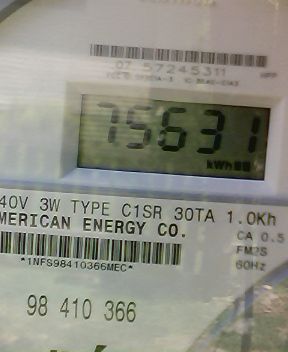 07 57245311
75631
kWh
40V 3W TYPE C1SR 30TA 1.0Kh
MERICAN ENERGY CO.
CA 0.5
FM2S
60Hz
*1NFS98410366MEC*
98 410 366